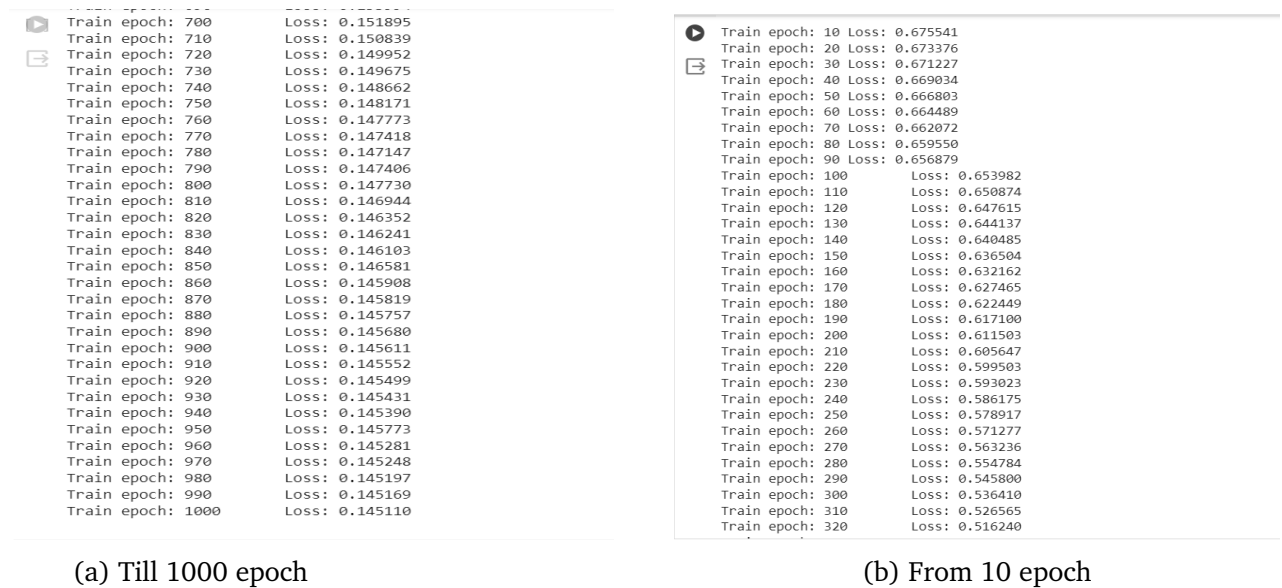 Train epoch: 700 Loss: 0.151895
Train epoch: 710 Loss: 0.150839
Train epoch: 720 Loss: 0.149952
Train epoch: 730 Loss: 0.149675
Train epoch: 740 Loss: 0.148662
Train epoch: 750 Loss: 0.148171
Train epoch: 760 Loss: 0.147773
Train epoch: 770 Loss: 0.147418
Train epoch: 780 Loss: 0.147147
Train epoch: 790 Loss: 0.147406
Train epoch: 800 Loss: 0.147730
Train epoch: 810 Loss: 0.146944
Train epoch: 820 Loss: 0.146352
Train epoch: 830 Loss: 0.146241
Train epoch: 840 Loss: 0.146103
Train epoch: 850 Loss: 0.146581
Train epoch: 860 Loss: 0.145908
Train epoch: 870 Loss: 0.145819
Train epoch: 880 Loss: 0.145757
Train epoch: 890 Loss: 0.145680
Train epoch: 900 Loss: 0.145611
Train epoch: 910 Loss: 0.145552
Train epoch: 920 Loss: 0.145499
Train epoch: 930 Loss: 0.145431
Train epoch: 940 Loss: 0.145390
Train epoch: 950 Loss: 0.145773
Train epoch: 960 Loss: 0.145281
Train epoch: 970 Loss: 0.145248
Train epoch: 980 Loss: 0.145197
Train epoch: 990 Loss: 0.145169
Train epoch: 1000 Loss: 0.145110
(a) Till 1000 epoch
Train epoch: 10 Loss: 0.675541
Train epoch: 20 Loss: 0.673376
Train epoch: 30 Loss: 0.671227
Train epoch: 40 Loss: 0.669034
Train epoch: 50 Loss: 0.666803
Train epoch: 60 Loss: 0.664489
Train epoch: 70 Loss: 0.662072
Train epoch: 80 Loss: 0.659550
Train epoch: 90 Loss: 0.656879
Train epoch: 100 Loss: 0.653982
Train epoch: 110 Loss: 0.650874
Train epoch: 120 Loss: 0.647615
Train epoch: 130 Loss: 0.644137
Train epoch: 140 Loss: 0.640485
Train epoch: 150 Loss: 0.636504
Train epoch: 160 Loss: 0.632162
Train epoch: 170 Loss: 0.627465
Train epoch: 180 Loss: 0.622449
Train epoch: 190 Loss: 0.617100
Train epoch: 200 Loss: 0.611503
Train epoch: 210 Loss: 0.605647
Train epoch: 220 Loss: 0.599503
Train epoch: 230 Loss: 0.593023
Train epoch: 240 Loss: 0.586175
Train epoch: 250 Loss: 0.578917
Train epoch: 260 Loss: 0.571277
Train epoch: 270 Loss: 0.563236
Train epoch: 280 Loss: 0.554784
Train epoch: 290 Loss: 0.545800
Train epoch: 300 Loss: 0.536410
Train epoch: 310 Loss: 0.526565
Train epoch: 320 Loss: 0.516240
(b) From 10 epoch